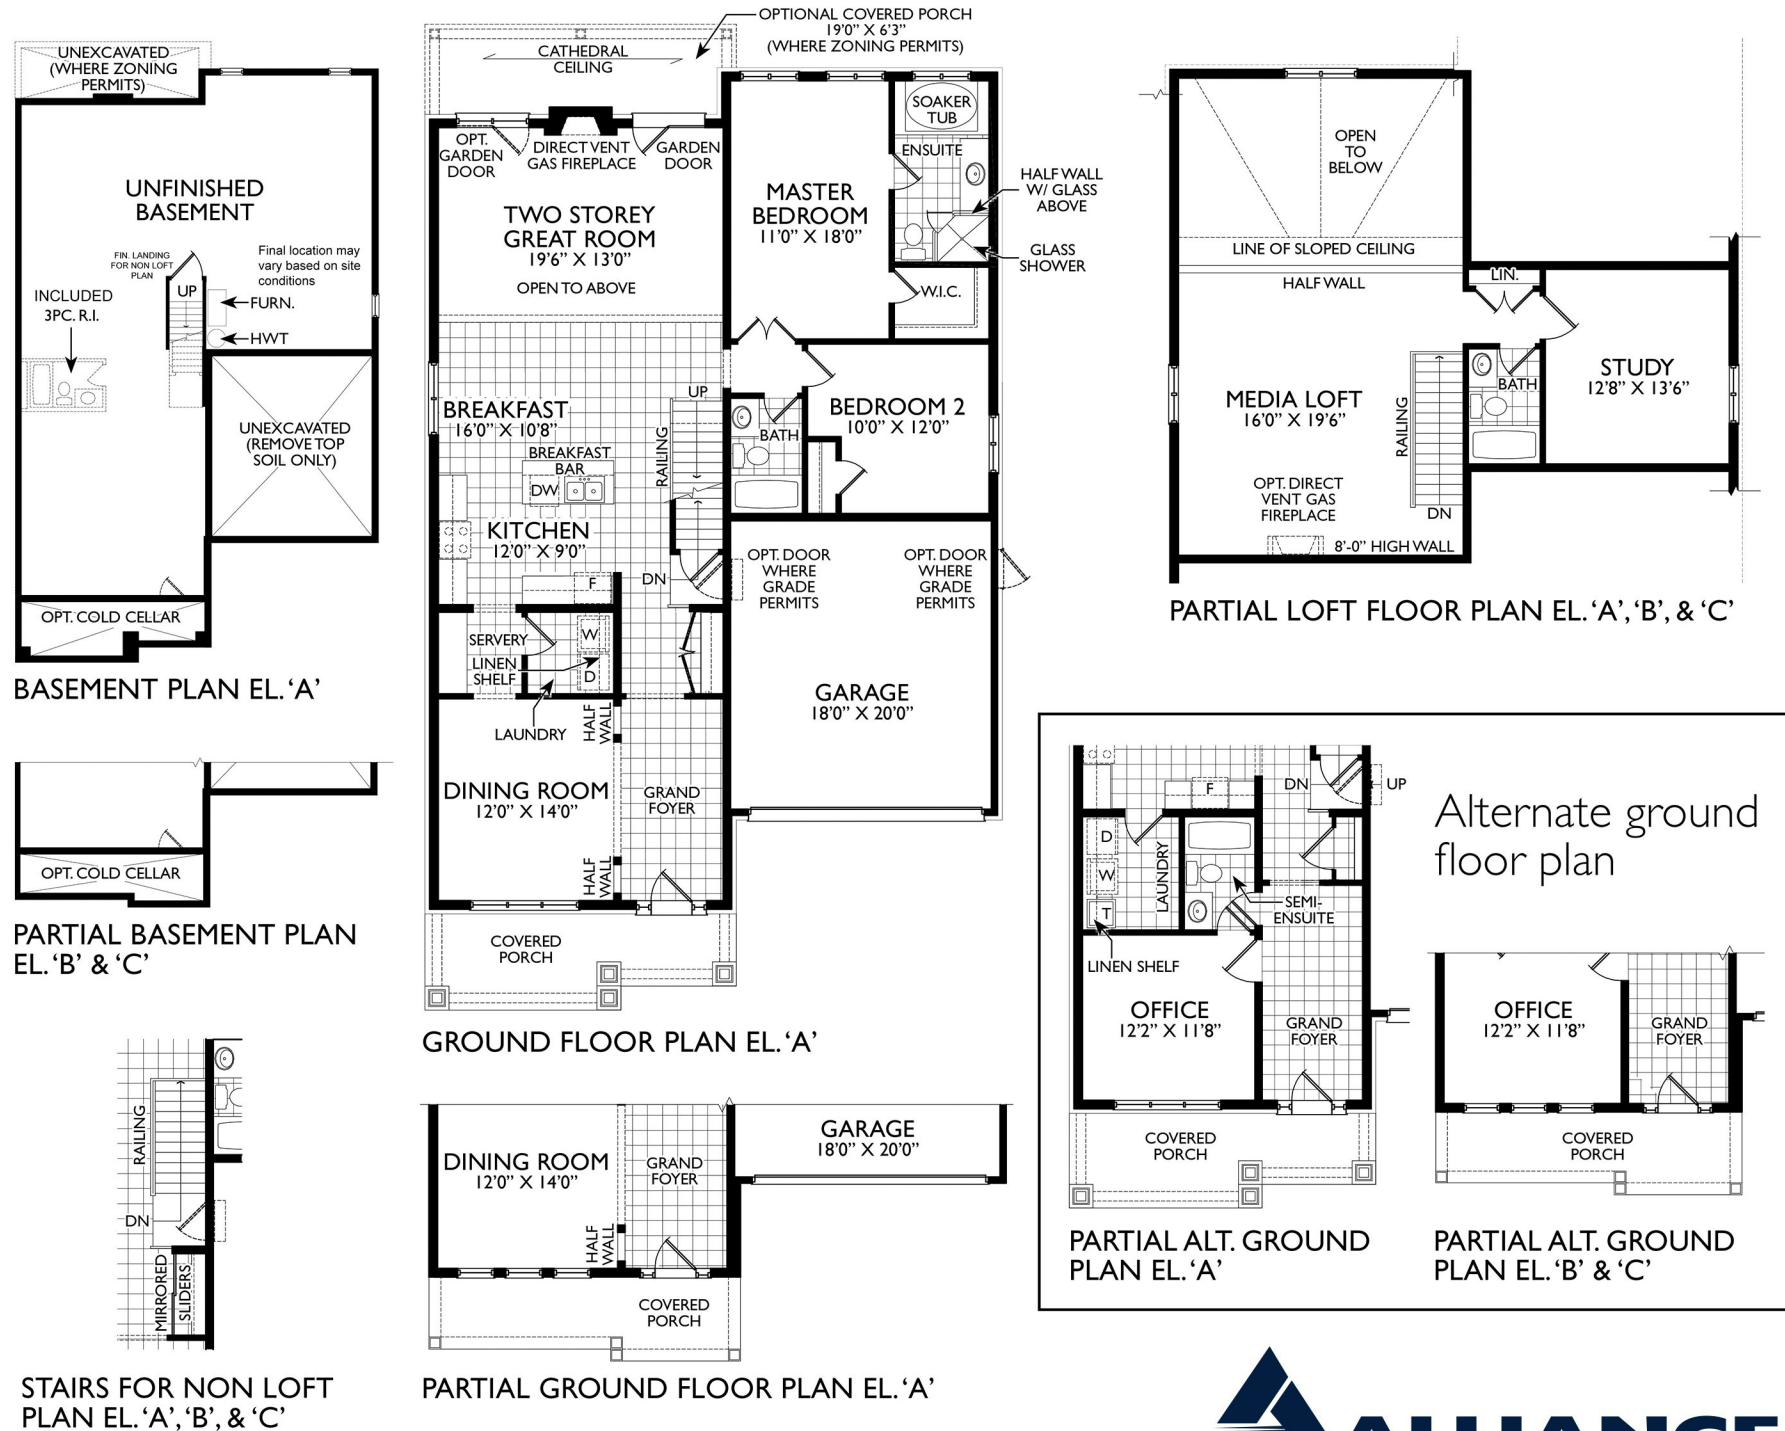 UNEXCAVATED
(WHERE ZONING
PERMITS)
UNFINISHED
BASEMENT
FIN. LANDING
FOR NON LOFT
PLAN
Final location may
vary based on site
conditions
UP
FURN.
HWT
INCLUDED
3PC. R.I.
UNEXCAVATED
(REMOVE TOP
SOIL ONLY)
OPT. COLD CELLAR
BASEMENT PLAN EL. ‘A’
OPT. COLD CELLAR
PARTIAL BASEMENT PLAN
EL. ‘B’ & ‘C’
RAILING
DN
MIRRORED
SLIDERS
STAIRS FOR NON LOFT
PLAN EL. ‘A’, ‘B’, & ‘C’
OPTIONAL COVERED PORCH
19'0” X 6'3”
(WHERE ZONING PERMITS)
CATHEDRAL
CEILING
OPT.
GARDEN
DOOR
DIRECT VENT
GAS FIREPLACE
GARDEN
DOOR
TWO STOREY
GREAT ROOM
19'6” X 13'0”
OPEN TO ABOVE
MASTER
BEDROOM
11'0” X 18'0”
SOAKER
TUB
ENSUITE
HALF WALL
W/ GLASS
ABOVE
GLASS
SHOWER
W.I.C.
BREAKFAST
16'0” X 10'8”
BREAKFAST
BAR
DW
UP
RAILING
BATH
BEDROOM 2
10'0” X 12'0”
KITCHEN
12'0” X 9'0”
F
DN
OPT. DOOR
WHERE
GRADE
PERMITS
OPT. DOOR
WHERE
GRADE
PERMITS
SERVERY
LINEN
SHELF
W
D
LAUNDRY
HALF
WALL
GARAGE
18'0” X 20'0”
DINING ROOM
12'0” X 14'0”
GRAND
FOYER
HALF
WALL
COVERED
PORCH
GROUND FLOOR PLAN EL. ‘A’
DINING ROOM
12'0” X 14'0”
HALF
WALL
GRAND
FOYER
GARAGE
18'0” X 20'0”
COVERED
PORCH
PARTIAL GROUND FLOOR PLAN EL. ‘A’
OPEN
TO
BELOW
LINE OF SLOPED CEILING
HALF WALL
LIN.
MEDIA LOFT
16'0” X 19'6”
RAILING
DN
BATH
STUDY
12'8” X 13'6”
OPT. DIRECT
VENT GAS
FIREPLACE
8'-0” HIGH WALL
PARTIAL LOFT FLOOR PLAN EL. ‘A’, ‘B’, & ‘C’
Alternate ground
floor plan
F
DN
UP
D
W
T
LAUNDRY
SEMI-
ENSUITE
LINEN SHELF
OFFICE
12'2” X 11'8”
GRAND
FOYER
COVERED
PORCH
PARTIAL ALT. GROUND
PLAN EL. ‘A’
OFFICE
12'2” X 11'8”
GRAND
FOYER
COVERED
PORCH
PARTIAL ALT. GROUND
PLAN EL. ‘B’ & ‘C’
ALLIANCE